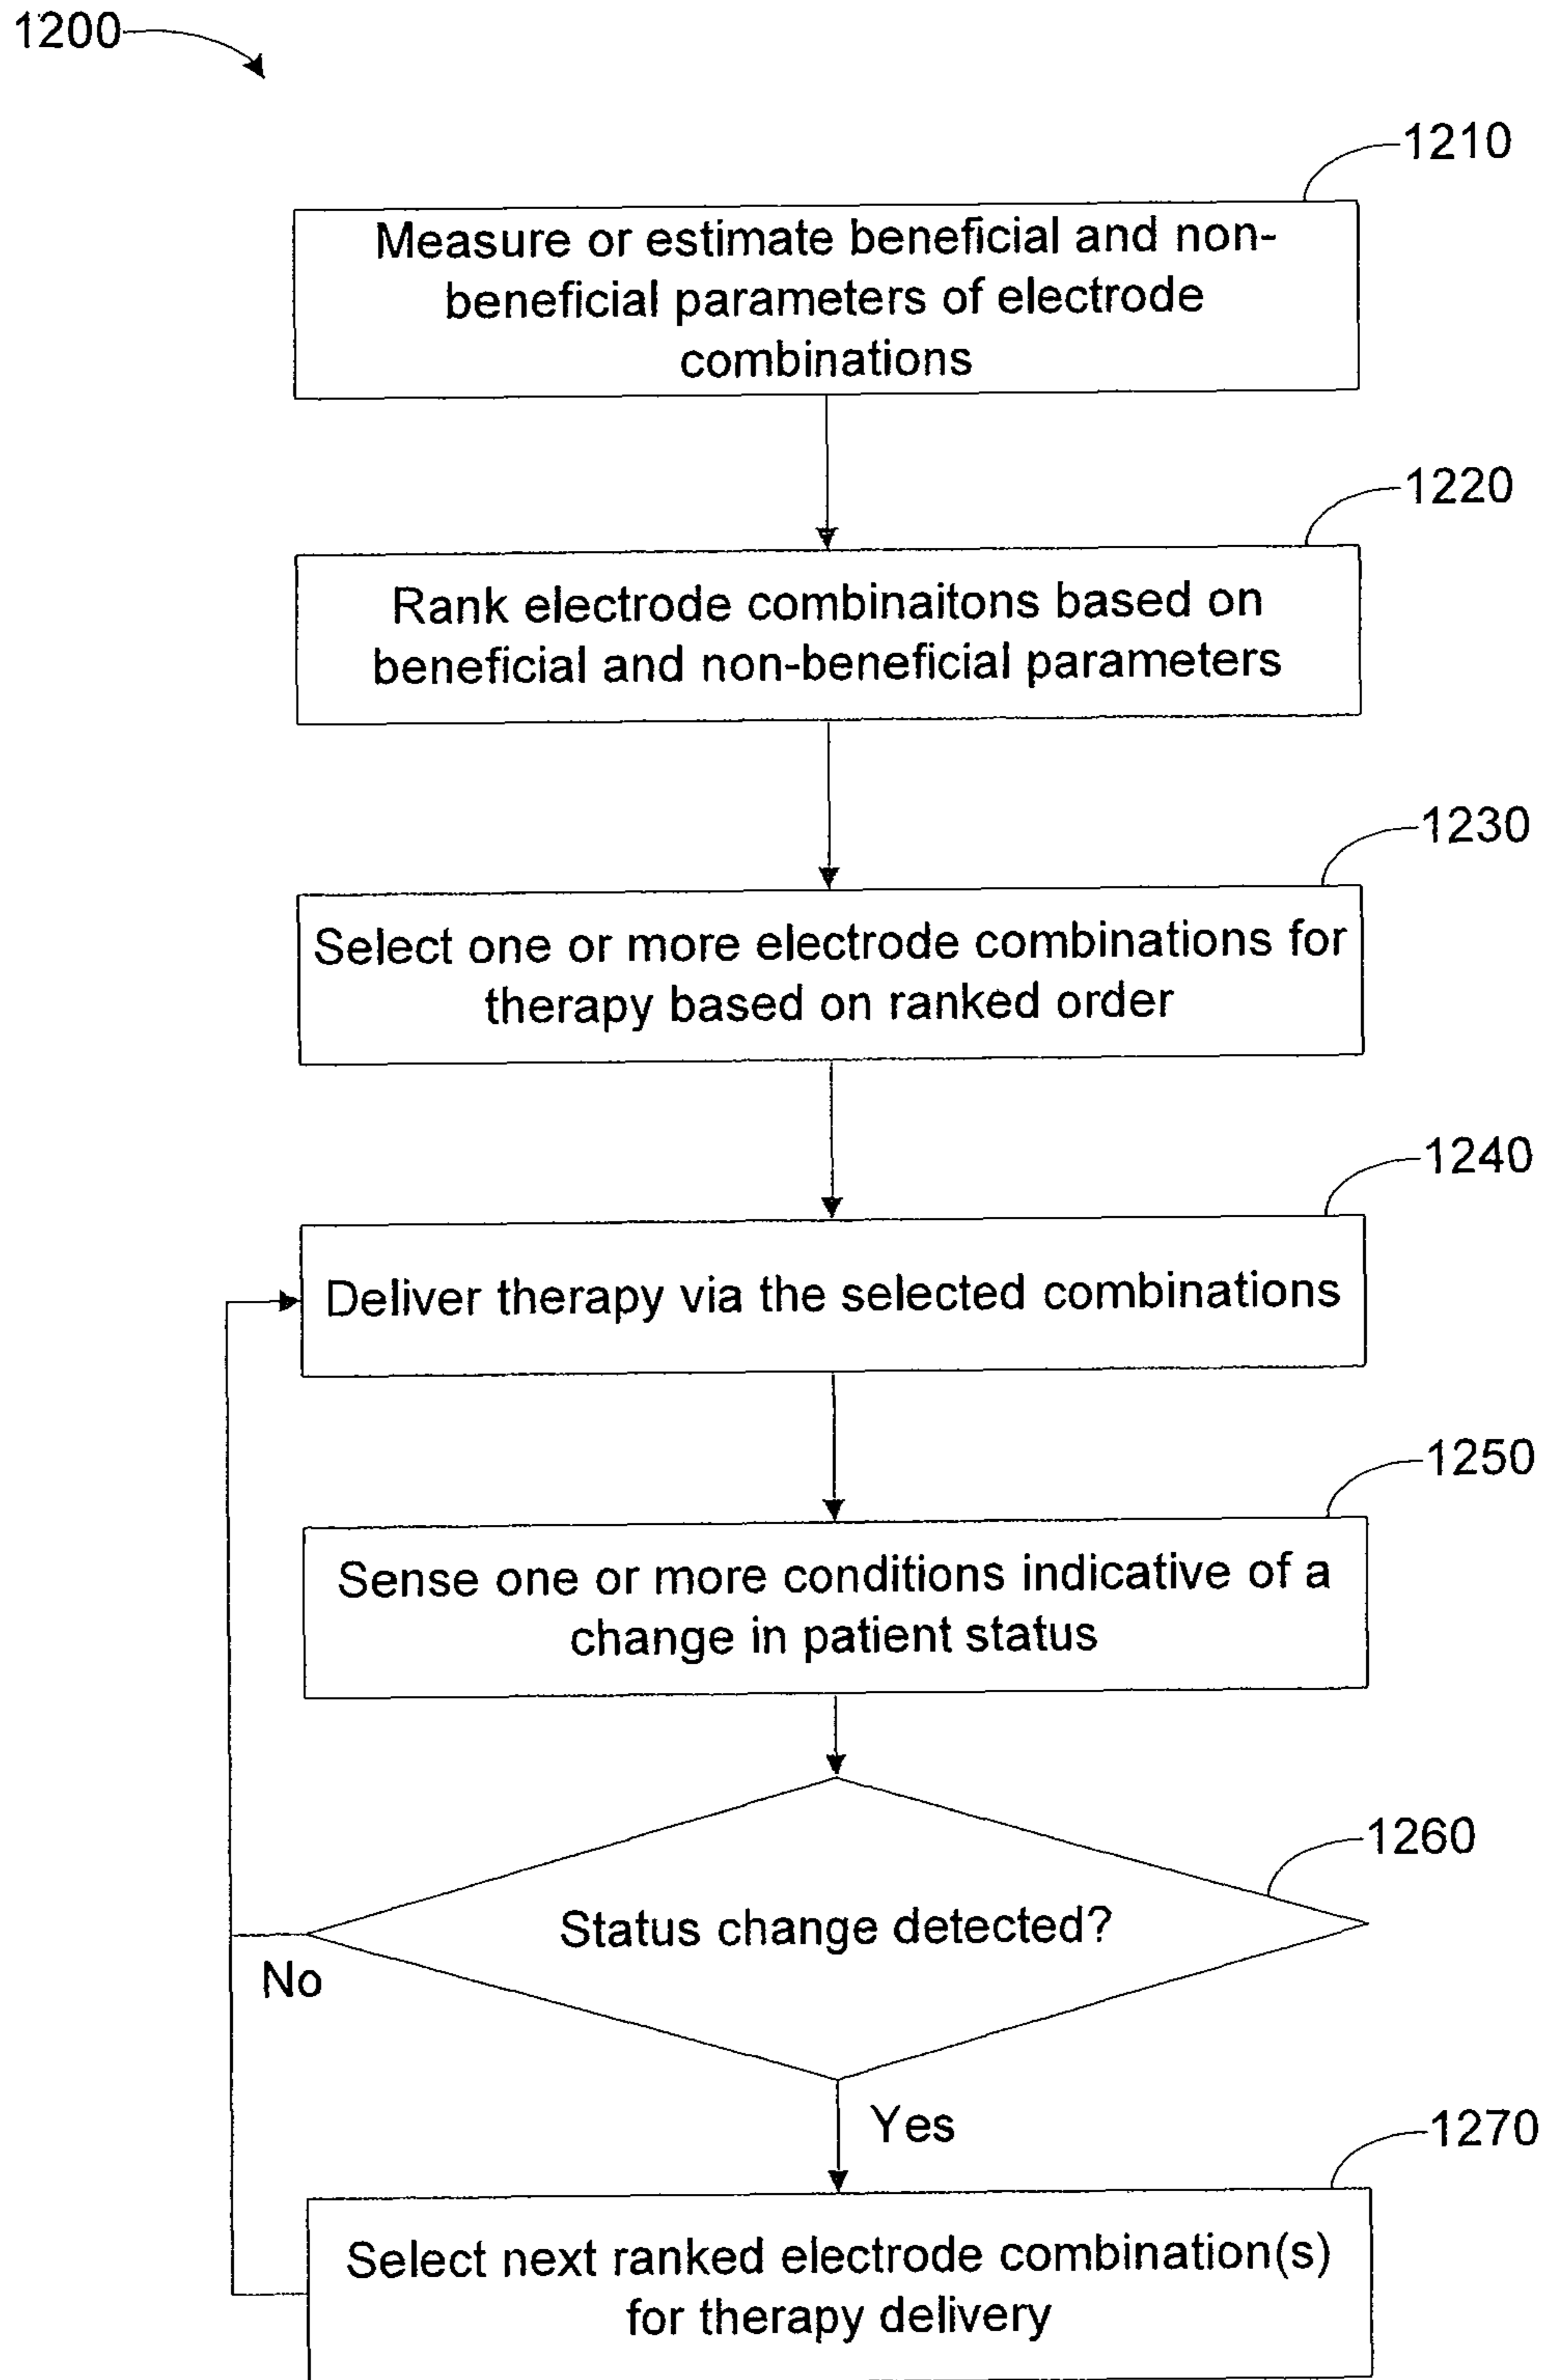 1200
1210
Measure or estimate beneficial and non-
beneficial parameters of electrode
combinations
1220
Rank electrode combinaitons based on
beneficial and non-beneficial parameters
1230
Select one or more electrode combinations for
therapy based on ranked order
1240
Deliver therapy via the selected combinations
1250
Sense one or more conditions indicative of a
change in patient status
1260
Status change detected?
No
Yes
1270
Select next ranked electrode combination(s)
for therapy delivery